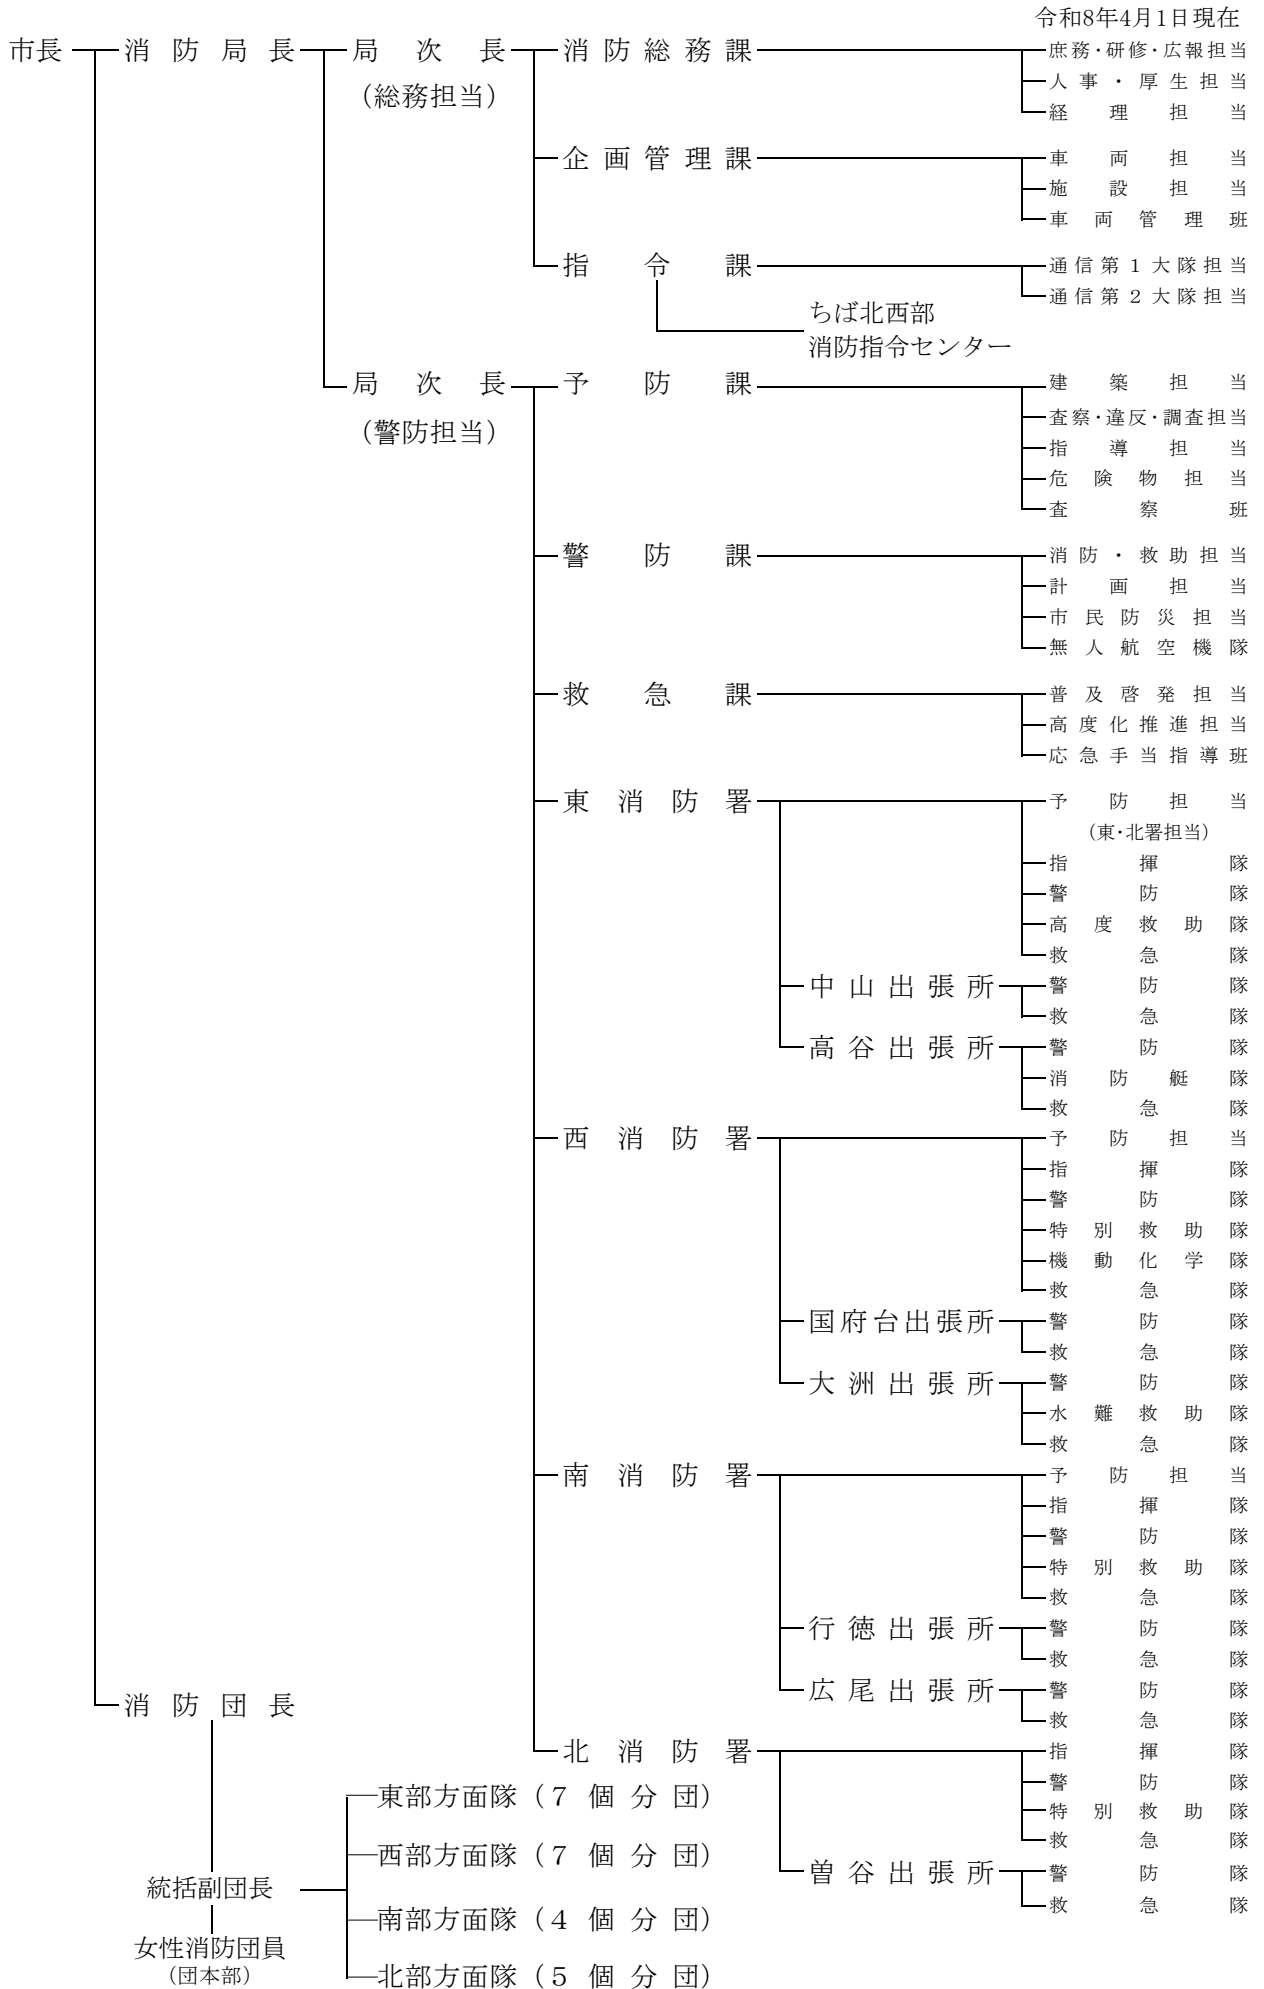 令和8年4月1日現在
市長 消防局長 局次長 消防総務課 庶務・研修・広報担当
(総務担当) 人事・厚生担当
経理担当
企画管理課 車両担当
施設担当
車両管理班
指令課 通信第1大隊担当
通信第2大隊担当
ちば北西部
消防指令センター
局次長 予防課 建築担当
(警防担当) 査察・違反・調査担当
指導担当
危険物担当
査察班
警防課 消防・救助担当
計画担当
市民防災担当
無人航空機隊
救急課 普及啓発担当
高度化推進担当
応急手当指導班
東消防署 予防担当
(東・北署担当)
指揮隊
警防隊
高度救助隊
救急隊
中山出張所 警防隊
救急隊
高谷出張所 警防隊
消防艇隊
救急隊
西消防署 予防担当
指揮隊
警防隊
特別救助隊
機動化学隊
救急隊
国府台出張所 警防隊
救急隊
大洲出張所 警防隊
水難救助隊
救急隊
南消防署 予防担当
指揮隊
警防隊
特別救助隊
救急隊
行徳出張所 警防隊
救急隊
広尾出張所 警防隊
救急隊
北消防署 指揮隊
警防隊
特別救助隊
救急隊
曽谷出張所 警防隊
救急隊
消防団長
統括副団長
女性消防団員
(団本部)
東部方面隊(7個分団)
西部方面隊(7個分団)
南部方面隊(4個分団)
北部方面隊(5個分団)